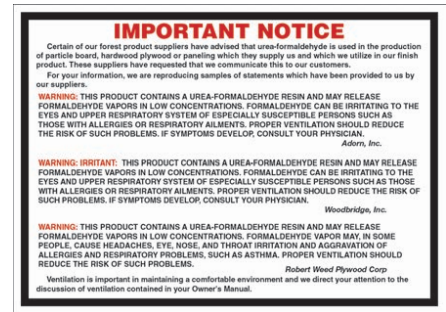 IMPORTANT NOTICE
Certain of our forest product suppliers have advised that urea-formaldehyde is used in the production
of particle board, hardwood plywood or paneling which they supply us and which we utilize in our finish
product. These suppliers have requested that we communicate this to our customers.
For your information, we are reproducing samples of statements which have been provided to us by
our suppliers.
WARNING: THIS PRODUCT CONTAINS A UREA-FORMALDEHYDE RESIN AND MAY RELEASE
FORMALDEHYDE VAPORS IN LOW CONCENTRATIONS. FORMALDEHYDE CAN BE IRRITATING TO THE
EYES AND UPPER RESPIRATORY SYSTEM OF ESPECIALLY SUSCEPTIBLE PERSONS SUCH AS
THOSE WITH ALLERGIES OR RESPIRATORY AILMENTS. PROPER VENTILATION SHOULD REDUCE
THE RISK OF SUCH PROBLEMS. IF SYMPTOMS DEVELOP, CONSULT YOUR PHYSICIAN.
Adorn, Inc.
WARNING: IRRITANT: THIS PRODUCT CONTAINS A UREA-FORMALDEHYDE RESIN AND MAY RELEASE
FORMALDEHYDE VAPORS IN LOW CONCENTRATIONS. FORMALDEHYDE CAN BE IRRITATING TO THE
EYES AND UPPER RESPIRATORY SYSTEM OF ESPECIALLY SUSCEPTIBLE PERSONS SUCH AS THOSE
WITH ALLERGIES OR RESPIRATORY AILMENTS. PROPER VENTILATION SHOULD REDUCE THE RISK OF
SUCH PROBLEMS. IF SYMPTOMS DEVELOP, CONSULT YOUR PHYSICIAN.
Woodbridge, Inc.
WARNING: THIS PRODUCT CONTAINS A UREA-FORMALDEHYDE RESIN AND MAY RELEASE
FORMALDEHYDE VAPORS IN LOW CONCENTRATIONS. FORMALDEHYDE VAPOR MAY, IN SOME
PEOPLE, CAUSE HEADACHES, EYE, NOSE, AND THROAT IRRITATION AND AGGRAVATION OF
ALLERGIES AND RESPIRATORY PROBLEMS, SUCH AS ASTHMA. PROPER VENTILATION SHOULD
REDUCE THE RISK OF SUCH PROBLEMS.
Robert Weed Plywood Corp
Ventilation is important in maintaining a comfortable environment and we direct your attention to the
discussion of ventilation contained in your Owner's Manual.